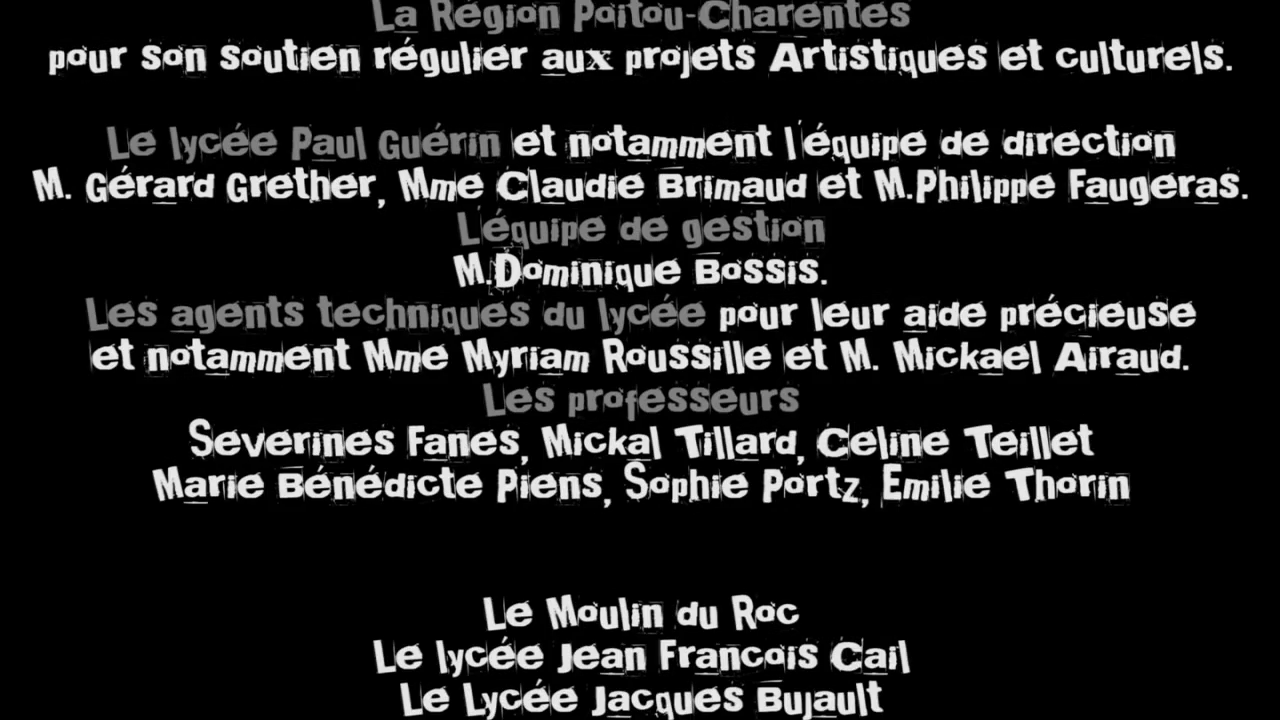 La Région Poitou-Charentes
pour son soutien régulier aux projets Artistiques et culturels.
Le lycée Paul Guérin et notamment l'équipe de direction
M. Gérard Grether, Mme Claudie Brimaud et M.Philippe Faugeras.
L'équipe de gestion
M.Dominique Bossis.
Les agents techniques du lycée pour leur aide précieuse
et notamment Mme Myriam Roussille et M. Mickael Airaud.
Les professeurs
Severines Fanes, Mickal Tillard, Celine Teillet
Marie Bénédicte Piens, Sophie Portz, Emilie Thorin
Le Moulin du Roc
Le lycée Jean Francois Cail
Le Lycée Jacques Bujault